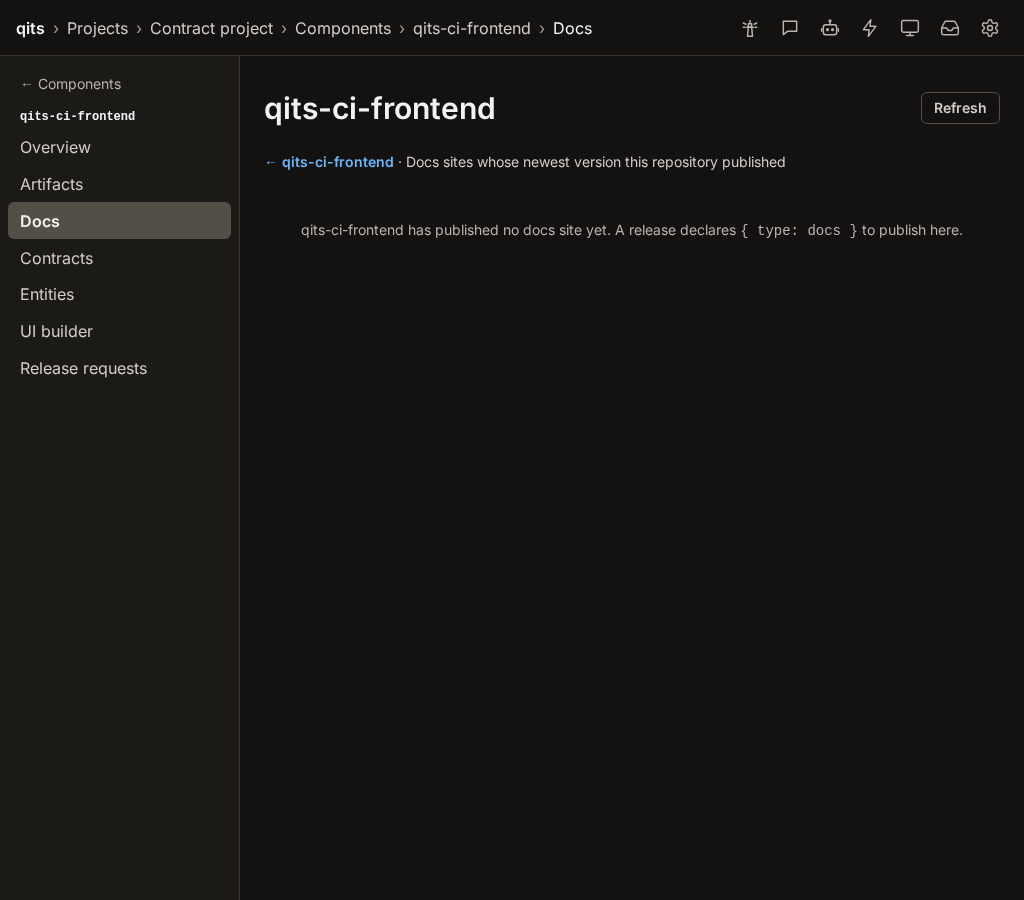 qits › Projects › Contract project › Components › qits-ci-frontend › Docs
← Components
qits-ci-frontend
Overview
Artifacts
Docs
Contracts
Entities
UI builder
Release requests
qits-ci-frontend
Refresh
← qits-ci-frontend · Docs sites whose newest version this repository published
qits-ci-frontend has published no docs site yet. A release declares { type: docs } to publish here.